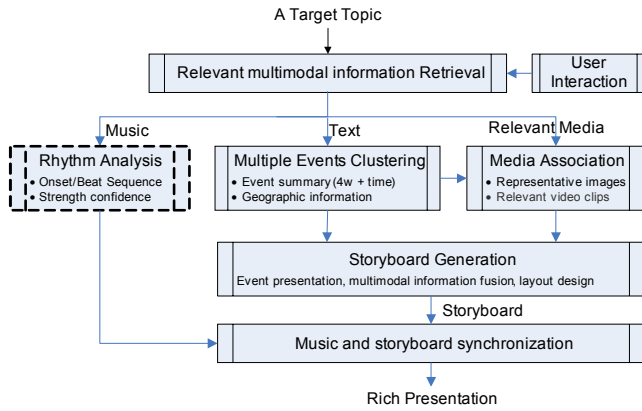 A Target Topic
Relevant multimodal information Retrieval
User
Interaction
Music
Text
Relevant Media
Rhythm Analysis
• Onset/Beat Sequence
• Strength confidence
Multiple Events Clustering
• Event summary (4w + time)
• Geographic information
Media Association
• Representative images
• Relevant video clips
Storyboard Generation
Event presentation, multimodal information fusion, layout design
Storyboard
Music and storyboard synchronization
Rich Presentation